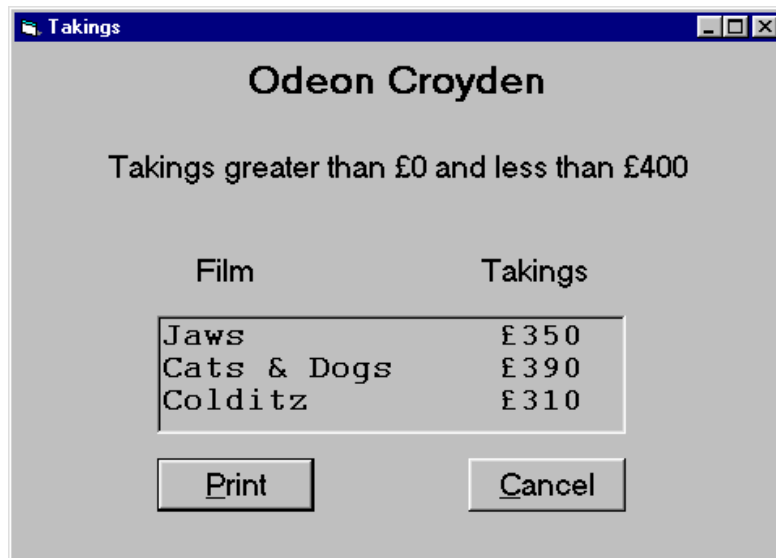 Takings
Odeon Croyden
Takings greater than £0 and less than £400
Film Takings
Jaws £350
Cats & Dogs £390
Colditz £310
Print Cancel